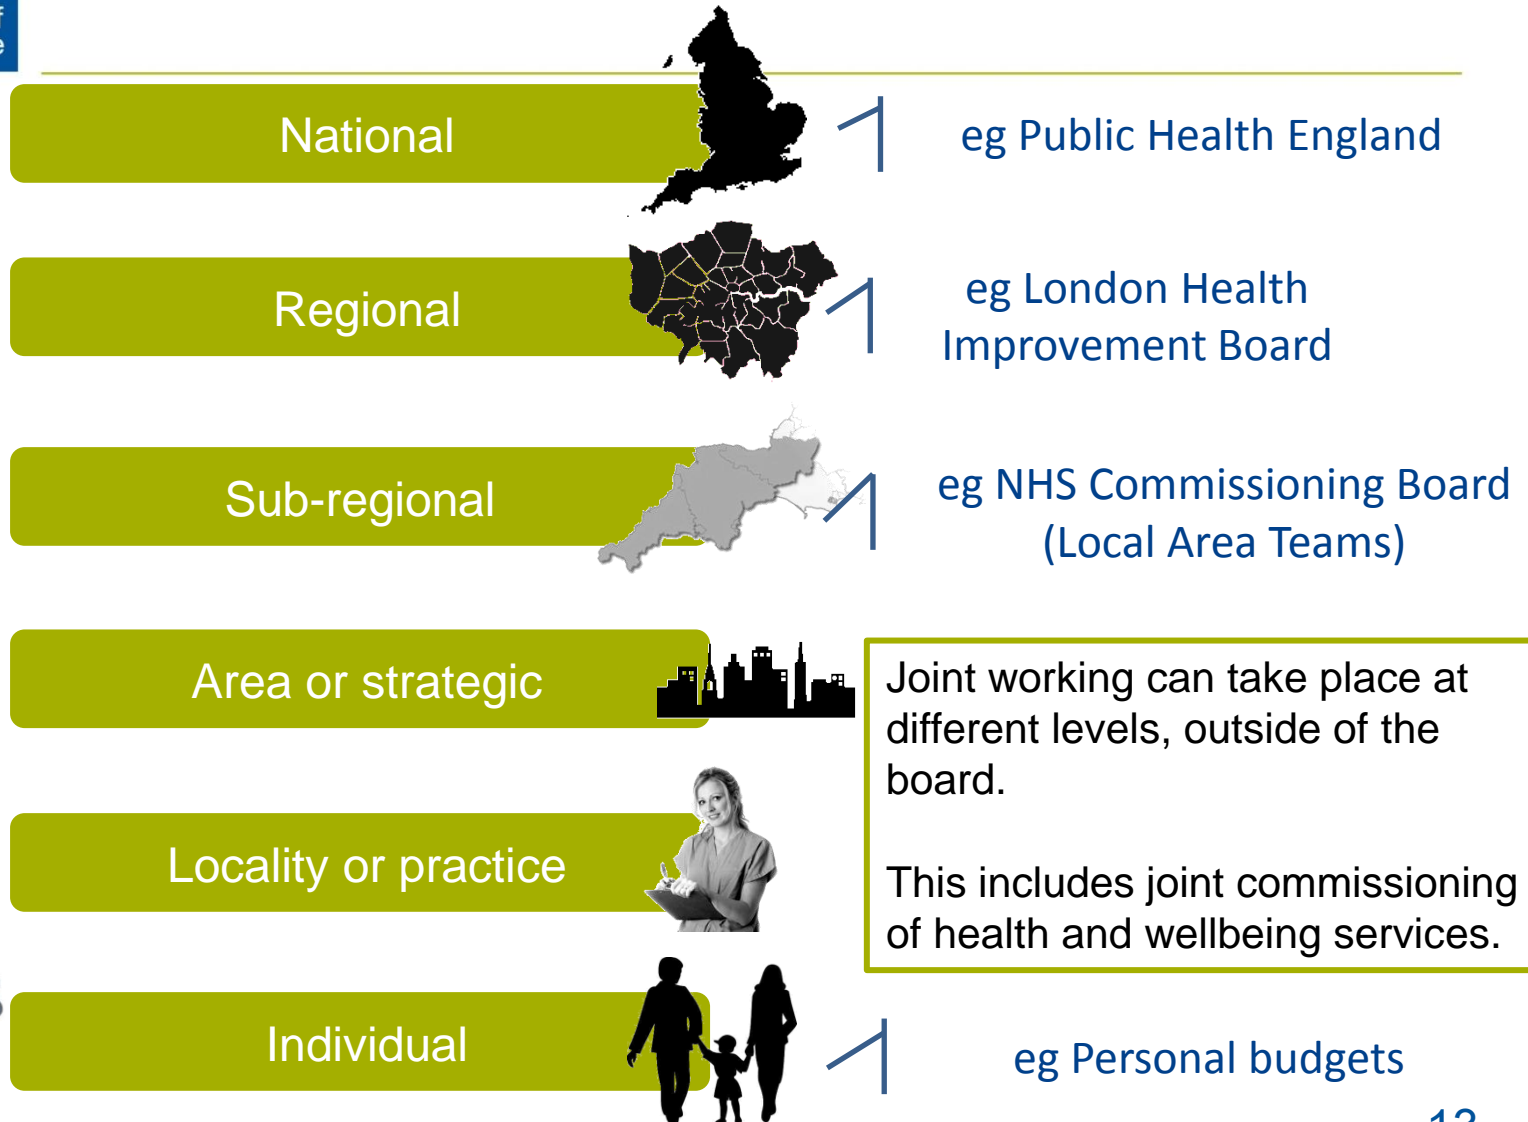 National
eg Public Health England
Regional
eg London Health
Improvement Board
Sub-regional
eg NHS Commissioning Board
(Local Area Teams)
Area or strategic
Joint working can take place at
different levels, outside of the
board.
This includes joint commissioning
of health and wellbeing services.
Locality or practice
Individual
eg Personal budgets